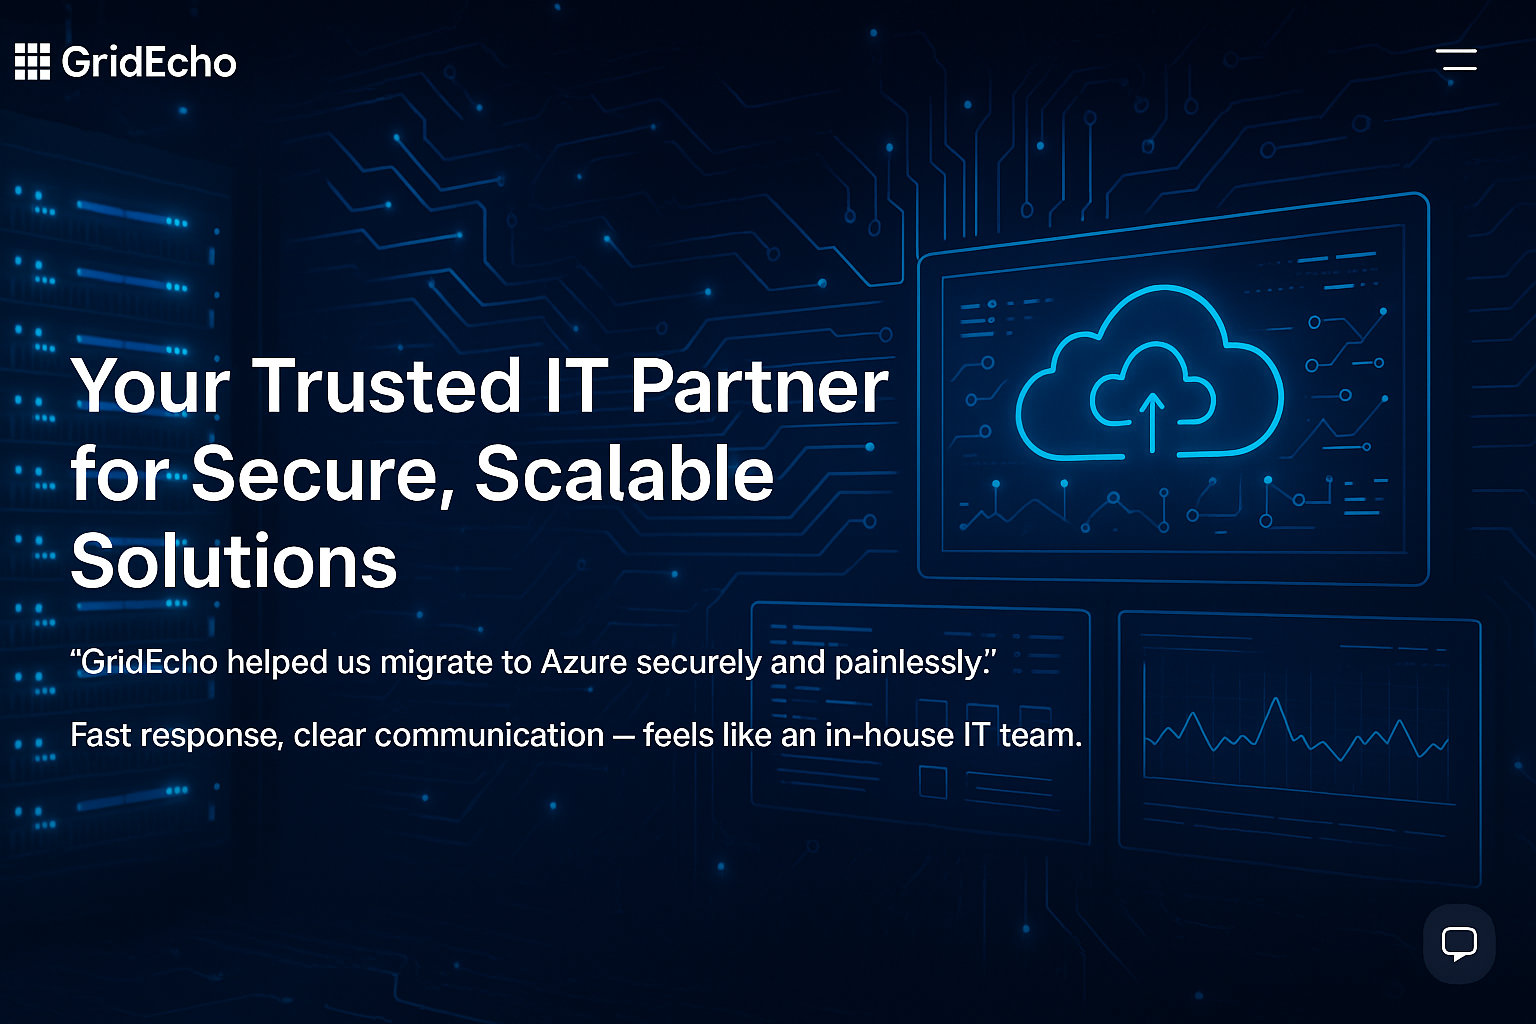 GridEcho
Your Trusted IT Partner
for Secure, Scalable
Solutions
“GridEcho helped us migrate to Azure securely and painlessly.”
Fast response, clear communication — feels like an in-house IT team.